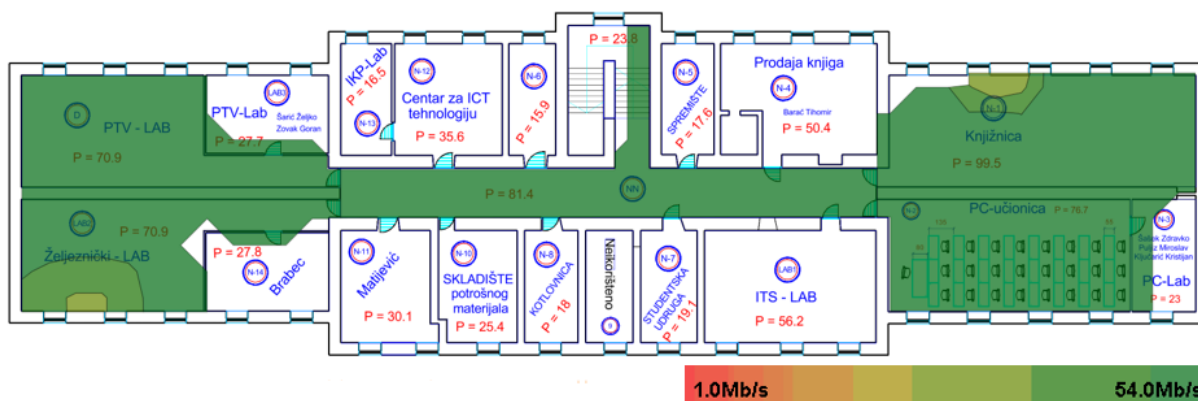 P = 23.8
IKP-Lab
P = 16.5
N-13
N-12
Centar za ICT
tehnologiju
P = 35.6
N-6
P = 15.9
N-5
SPREMIŠTE
P = 17.6
Prodaja knjiga
N-4
Barać Tihomir
P = 50.4
D
PTV - LAB
P = 70.9
LAB3
PTV-Lab
Šarić Željko
Zovak Goran
P = 27.7
N-1
Knjižnica
P = 99.5
P = 81.4
NN
LAB2
P = 70.9
Željeznički - LAB
P = 27.8
N-14
Brabec
N-11
Matijević
P = 30.1
N-10
SKLADIŠTE
potrošnog
materijala
P = 25.4
N-8
KOTLOVNICA
P = 18
Neikorišteno
9
N-7
STUDENTSKA
UDRUGA
P = 19.1
LAB1
ITS - LAB
P = 56.2
N-2
PC-učionica
P = 76.7
135
55
N-3
Zdravko
Miroslav
Ključarić Kristijan
PC-Lab
P = 23
1.0Mb/s
54.0Mb/s